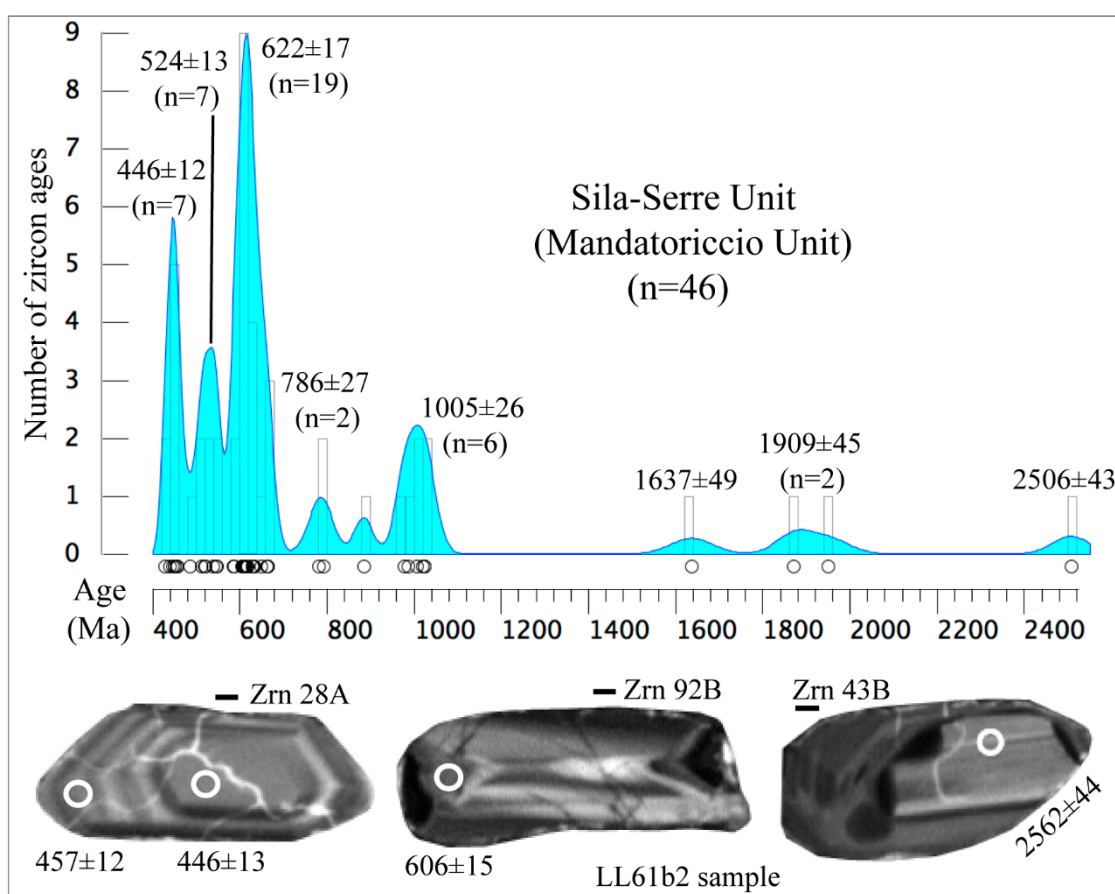 9
8
7
6
5
4
3
2
1
0
Number of zircon ages
524±13
(n=7)
622±17
(n=19)
446±12
(n=7)
Sila-Serre Unit
(Mandatoriccio Unit)
(n=46)
786±27
(n=2)
1005±26
(n=6)
1637±49
1909±45
(n=2)
2506±43
Age
(Ma)
400 600 800 1000 1200 1400 1600 1800 2000 2200 2400
Zrn 28A
Zrn 92B
Zrn 43B
457±12
446±13
606±15
2562±44
LL61b2 sample